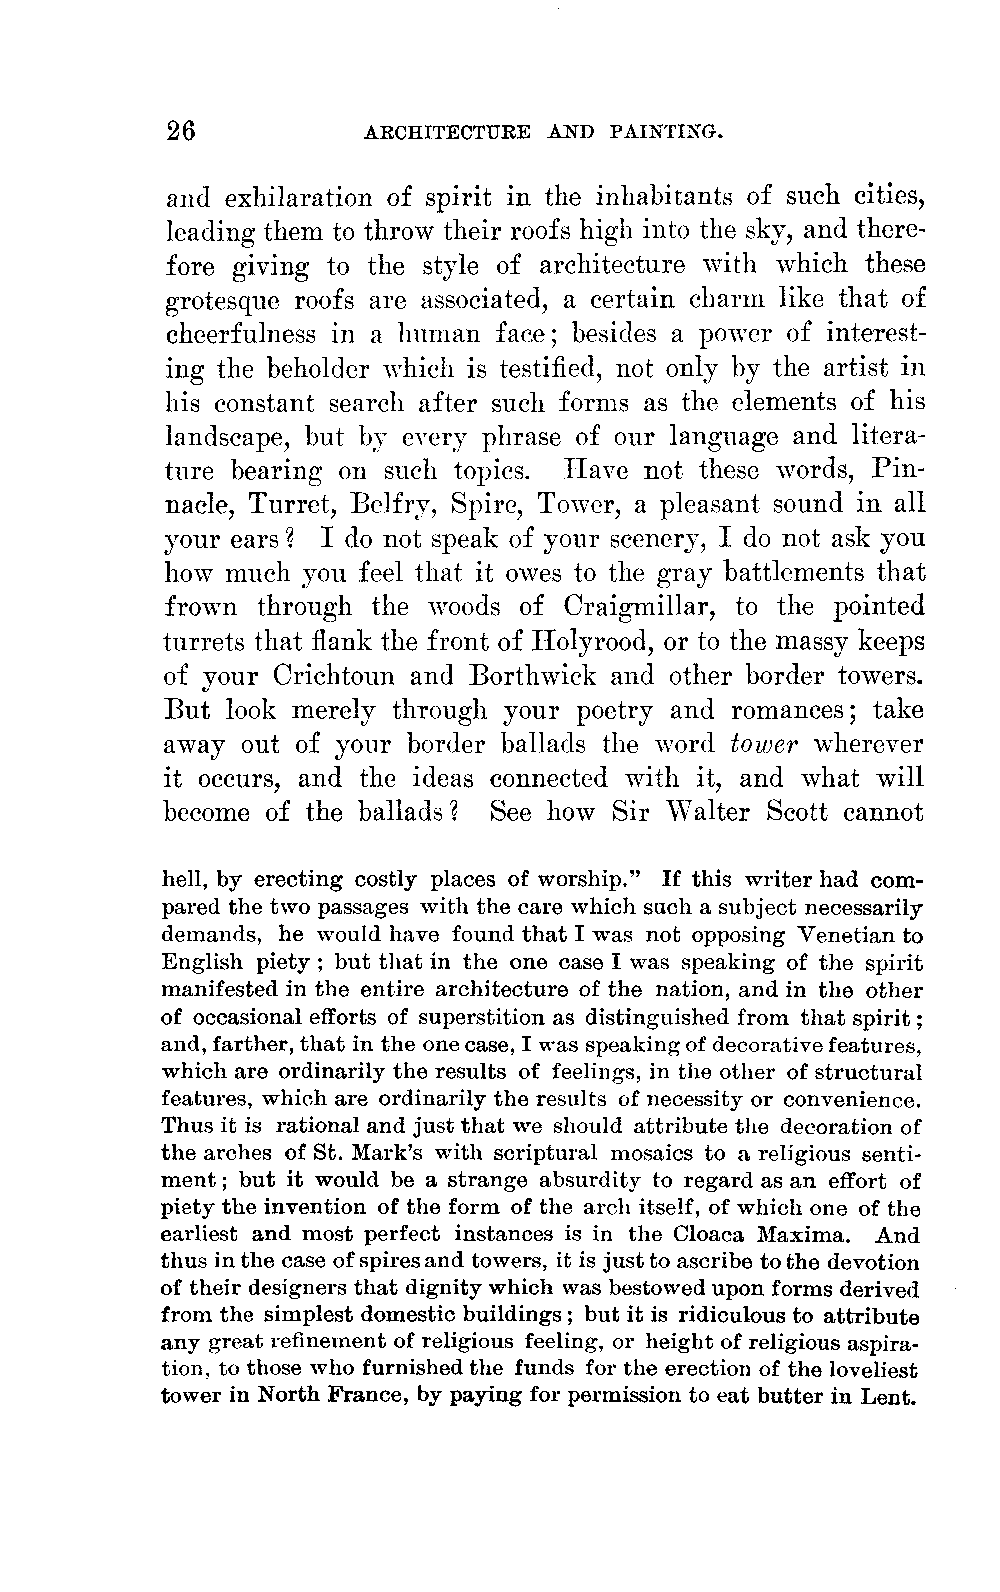 26 ARCHITECTURE AND PAINTING.
and exhilaration of spirit in the inhabitants of such cities,
leading them to throw their roofs high into the sky, and there-
fore giving to the style of architecture with which these
grotesque roofs are associated, a certain charm like that of
cheerfulness in a human face; besides a power of interest-
ing the beholder which is testified, not only by the artist in
his constant search after such forms as the elements of his
landscape, but by every phrase of our language and litera-
ture bearing on such topics. Have not these words, Pin-
nacle, Turret, Belfry, Spire, Tower, a pleasant sound in all
your ears? I do not speak of your scenery, I do not ask you
how much you feel that it owes to the gray battlements that
frown through the woods of Craigmillar, to the pointed
turrets that flank the front of Holyrood, or to the massy keeps
of your Crichtoun and Borthwick and other border towers.
But look merely through your poetry and romances; take
away out of your border ballads the word tower wherever
it occurs, and the ideas connected with it, and what will
become of the ballads? See how Sir Walter Scott cannot
hell, by erecting costly places of worship.” If this writer had com-
pared the two passages with the care which such a subject necessarily
demands, he would have found that I was not opposing Venetian to
English piety; but that in the one case I was speaking of the spirit
manifested in the entire architecture of the nation, and in the other
of occasional efforts of superstition as distinguished from that spirit;
and, farther, that in the one case, I was speaking of decorative features,
which are ordinarily the results of feelings, in the other of structural
features, which are ordinarily the results of necessity or convenience.
Thus it is rational and just that we should attribute the decoration of
the arches of St. Mark’s with scriptural mosaics to a religious senti-
ment; but it would be a strange absurdity to regard as an effort of
piety the invention of the form of the arch itself, of which one of the
earliest and most perfect instances is in the Cloaca Maxima. And
thus in the case of spires and towers, it is just to ascribe to the devotion
of their designers that dignity which was bestowed upon forms derived
from the simplest domestic buildings; but it is ridiculous to attribute
any great refinement of religious feeling, or height of religious aspira-
tion, to those who furnished the funds for the erection of the loveliest
tower in North France, by paying for permission to eat butter in Lent.